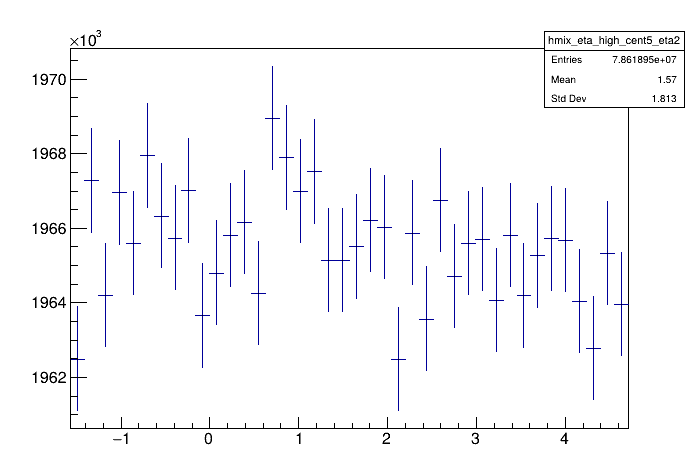 ×10³
hmix_eta_high_cent5_eta2
Entries 7.861895e+07
Mean 1.57
Std Dev 1.813
1970
1968
1966
1964
1962
−1 0 1 2 3 4